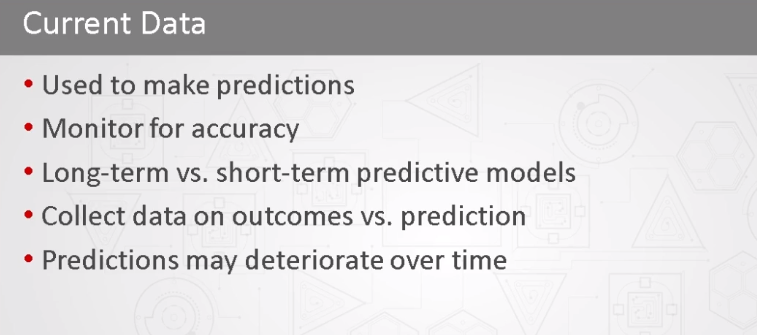 Current Data
• Used to make predictions
• Monitor for accuracy
• Long-term vs. short-term predictive models
• Collect data on outcomes vs. prediction
• Predictions may deteriorate over time